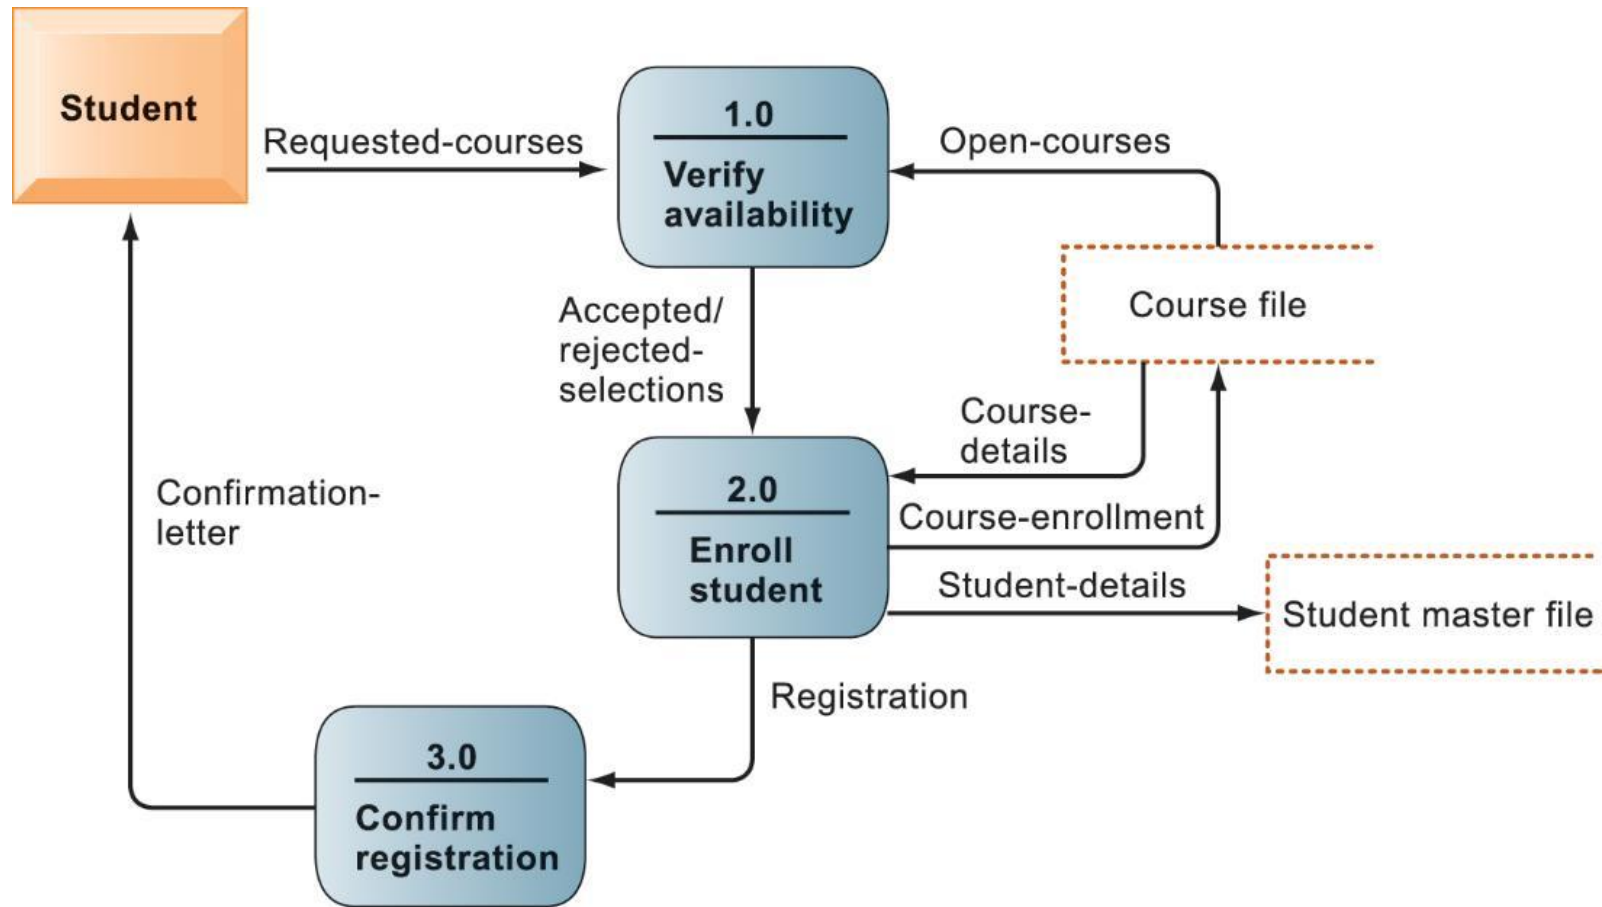 Student
Requested-courses
1.0
Verify
availability
Open-courses
Course file
Accepted/
rejected-
selections
Course-
details
2.0
Enroll
student
Course-enrollment
Student-details
Student master file
Confirmation-
letter
Registration
3.0
Confirm
registration